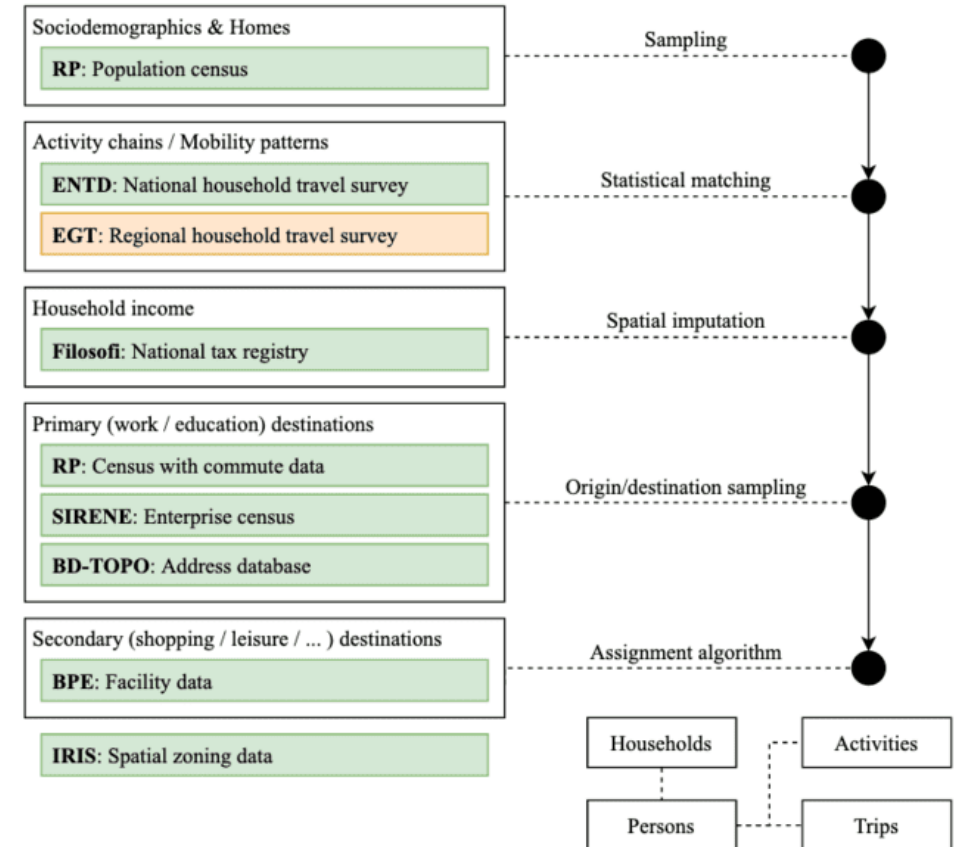 Sociodemographics & Homes
RP: Population census
Sampling
Activity chains / Mobility patterns
ENTD: National household travel survey
EGT: Regional household travel survey
Statistical matching
Household income
Filosofi: National tax registry
Spatial imputation
Primary (work / education) destinations
RP: Census with commute data
SIRENE: Enterprise census
BD-TOPO: Address database
Origin/destination sampling
Secondary (shopping / leisure / ... ) destinations
BPE: Facility data
Assignment algorithm
IRIS: Spatial zoning data
Households
Activities
Persons
Trips